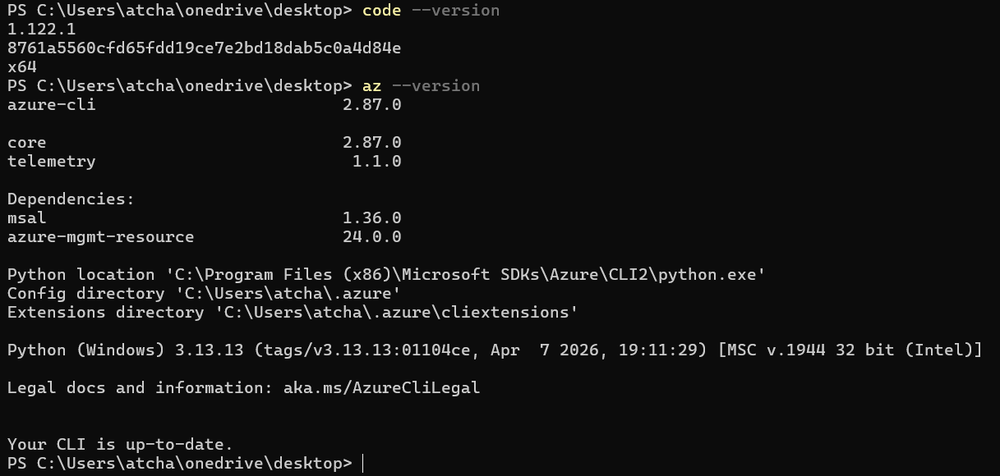 PS C:\Users\atcha\onedrive\desktop> code --version
1.122.1
8761a5560cfd65fdd19ce7e2bd18dab5c0a4d84e
x64
PS C:\Users\atcha\onedrive\desktop> az --version
azure-cli                         2.87.0

core                              2.87.0
telemetry                          1.1.0

Dependencies:
msal                              1.36.0
azure-mgmt-resource               24.0.0

Python location 'C:\Program Files (x86)\Microsoft SDKs\Azure\CLI2\python.exe'
Config directory 'C:\Users\atcha\.azure'
Extensions directory 'C:\Users\atcha\.azure\cliextensions'

Python (Windows) 3.13.13 (tags/v3.13.13:01104ce, Apr  7 2026, 19:11:29) [MSC v.1944 32 bit (Intel)]

Legal docs and information: aka.ms/AzureCliLegal


Your CLI is up-to-date.
PS C:\Users\atcha\onedrive\desktop>